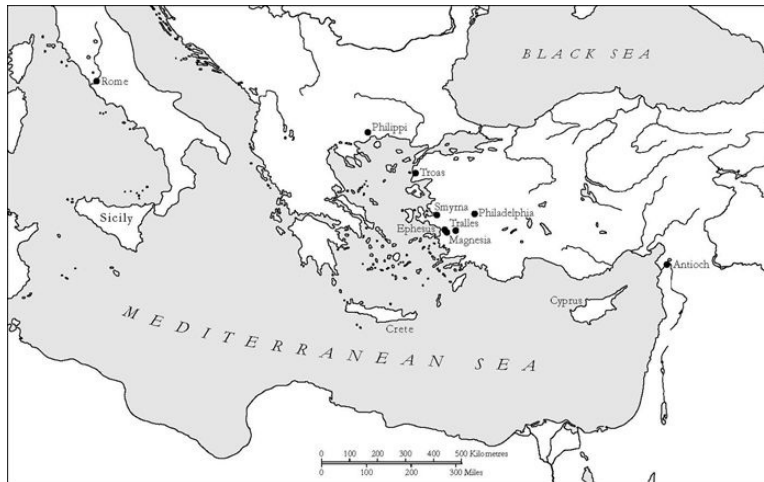 BLACK SEA
Rome
Philippi
Troas
Smyrna
Philadelphia
Sicily
Tralles
Ephesus
Magnesia
Antioch
Cyprus
Crete
MEDITERRANEAN SEA
0 100 200 300 400 500 Kilometres
0 100 200 300 Miles